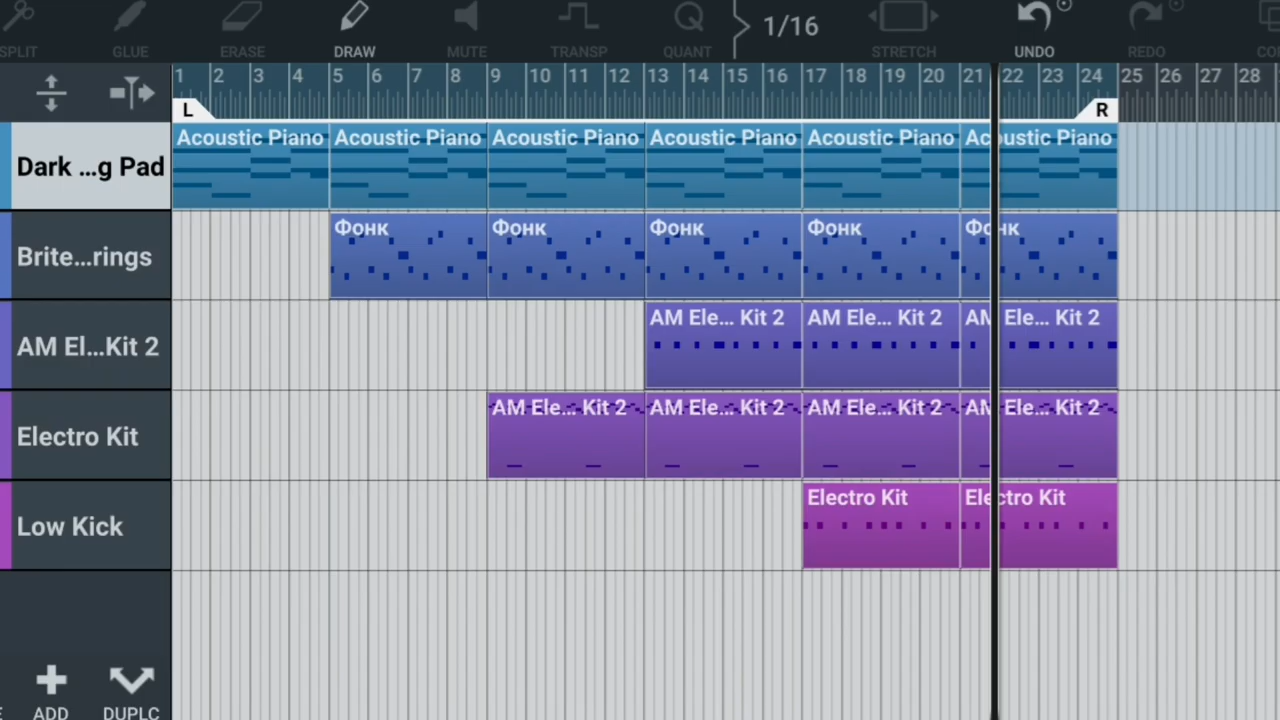 SPLIT GLUE ERASE DRAW MUTE TRANSP QUANT 1/16 STRETCH UNDO REDO
1 2 3 4 5 6 7 8 9 10 11 12 13 14 15 16 17 18 19 20 21 22 23 24 25 26 27 28
L R
Dark ...g Pad Acoustic Piano Acoustic Piano Acoustic Piano Acoustic Piano Acoustic Piano Acoustic Piano
Brite...rings Фонк Фонк Фонк Фонк Фонк
AM El...Kit 2 AM Ele... Kit 2 AM Ele... Kit 2 AM Ele... Kit 2
Electro Kit AM Ele... Kit 2 AM Ele... Kit 2 AM Ele... Kit 2 AM Ele... Kit 2
Low Kick Electro Kit Electro Kit
ADD DUPLC